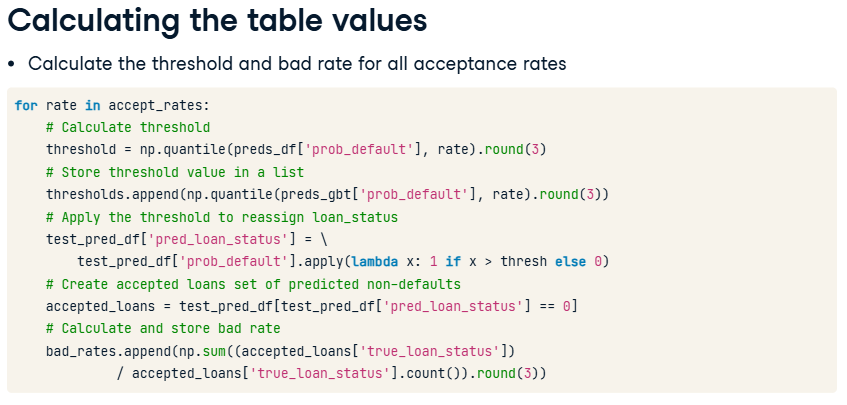 Calculating the table values
• Calculate the threshold and bad rate for all acceptance rates
for rate in accept_rates:
    # Calculate threshold
    threshold = np.quantile(preds_df['prob_default'], rate).round(3)
    # Store threshold value in a list
    thresholds.append(np.quantile(preds_gbt['prob_default'], rate).round(3))
    # Apply the threshold to reassign loan_status
    test_pred_df['pred_loan_status'] = \
        test_pred_df['prob_default'].apply(lambda x: 1 if x > thresh else 0)
    # Create accepted loans set of predicted non-defaults
    accepted_loans = test_pred_df[test_pred_df['pred_loan_status'] == 0]
    # Calculate and store bad rate
    bad_rates.append(np.sum((accepted_loans['true_loan_status'])
             / accepted_loans['true_loan_status'].count()).round(3))